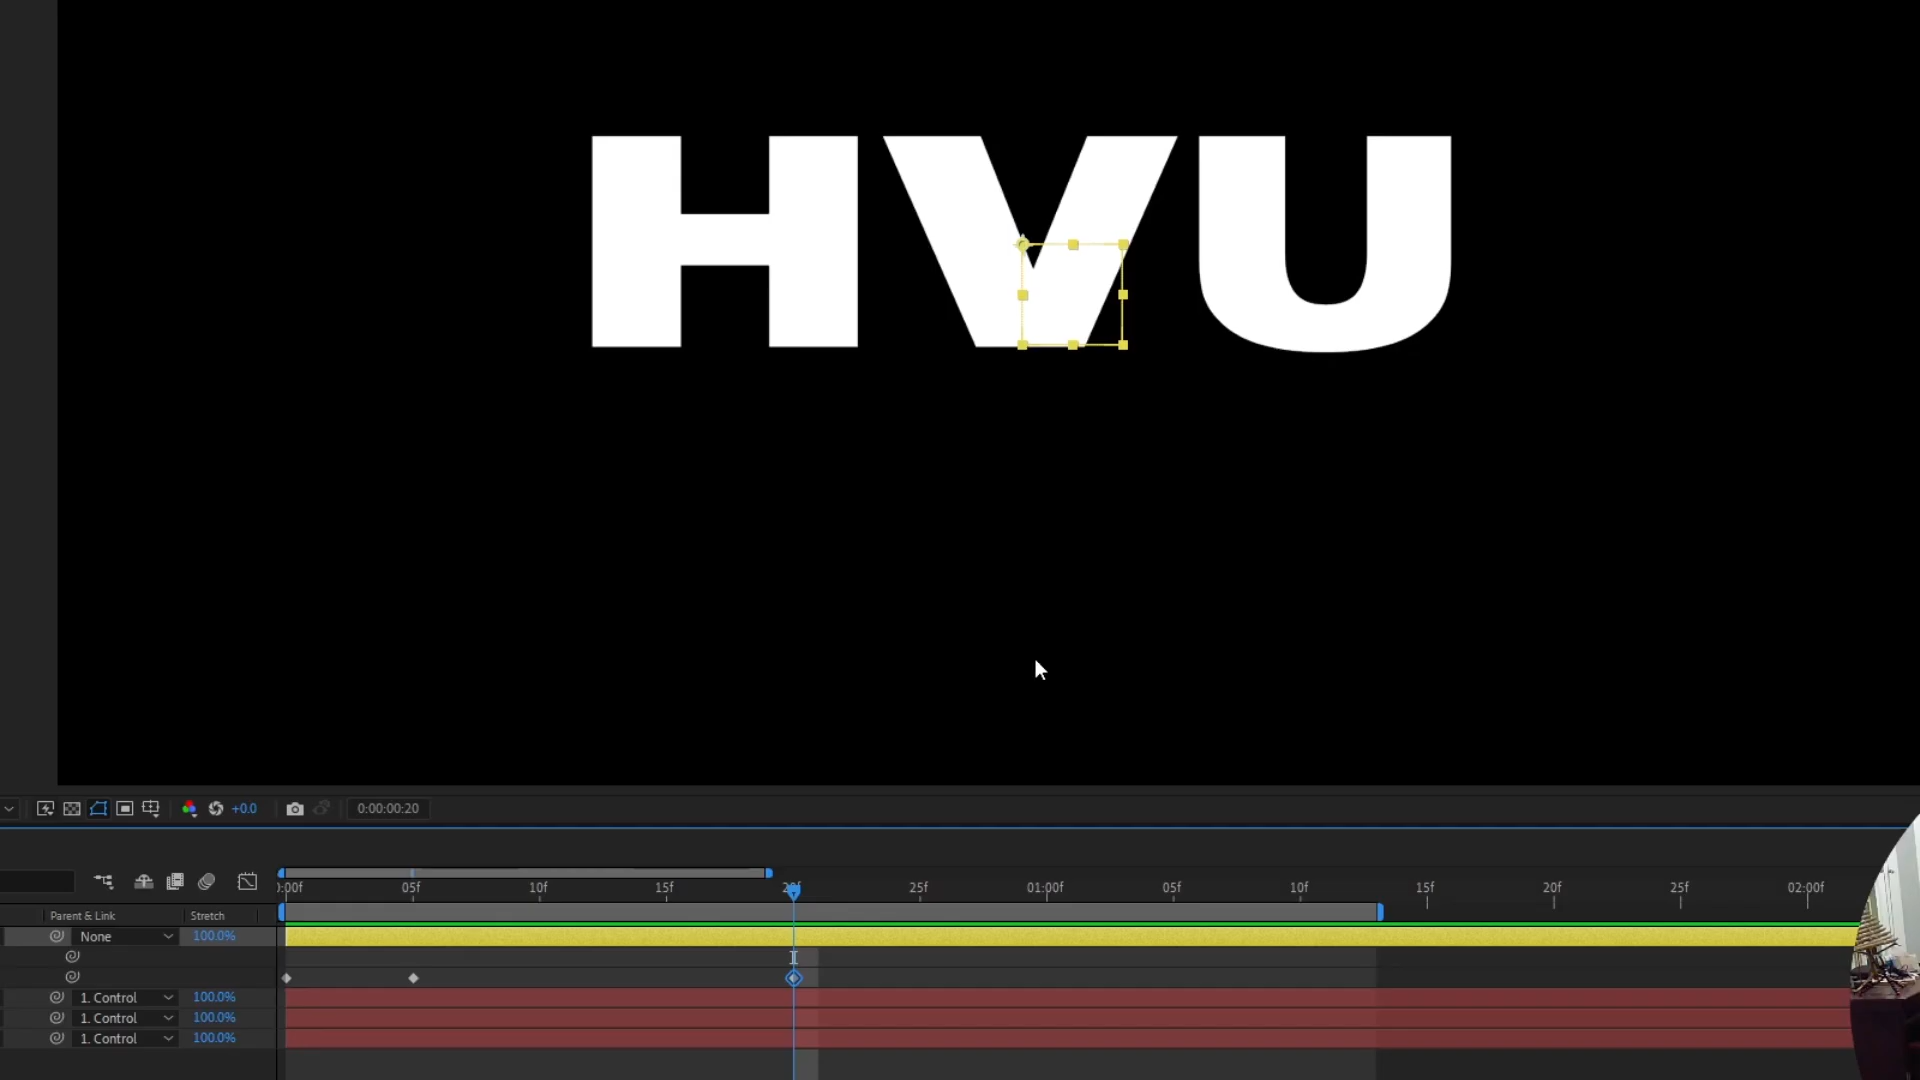 HVU
+0.0 0:00:00:20
0:00f 05f 10f 15f 20f 25f 01:00f 05f 10f 15f 20f 25f 02:00f
Parent & Link Stretch
None 100.0%
1. Control 100.0%
1. Control 100.0%
1. Control 100.0%